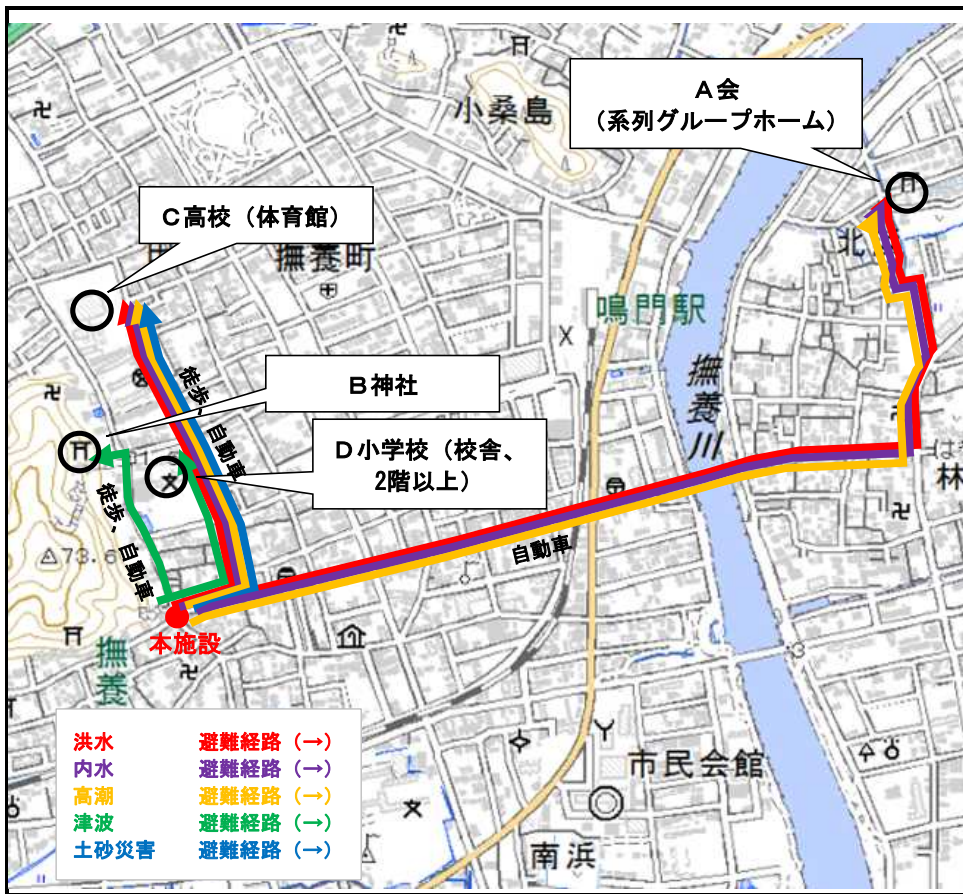 A会
（系列グループホーム）
小桑島
C高校（体育館）
撫養町
鳴門駅
北
B神社
D小学校（校舎、
2階以上）
撫養川
徒歩、自動車
徒歩、自動車
自動車
林
73.6
本施設
撫養
市民会館
南浜
洪水 避難経路（→）
内水 避難経路（→）
高潮 避難経路（→）
津波 避難経路（→）
土砂災害 避難経路（→）